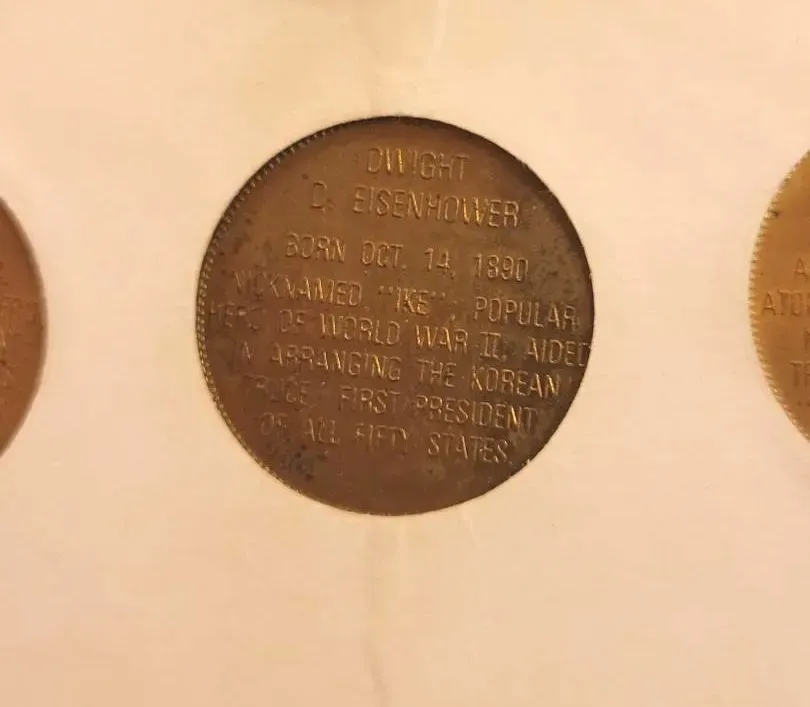 DWIGHT
D. EISENHOWER
BORN OCT. 14, 1890
NICKNAMED "IKE", POPULAR
HERO OF WORLD WAR II, AIDED
IN ARRANGING THE KOREAN
TRUCE, FIRST PRESIDENT
OF ALL FIFTY STATES.